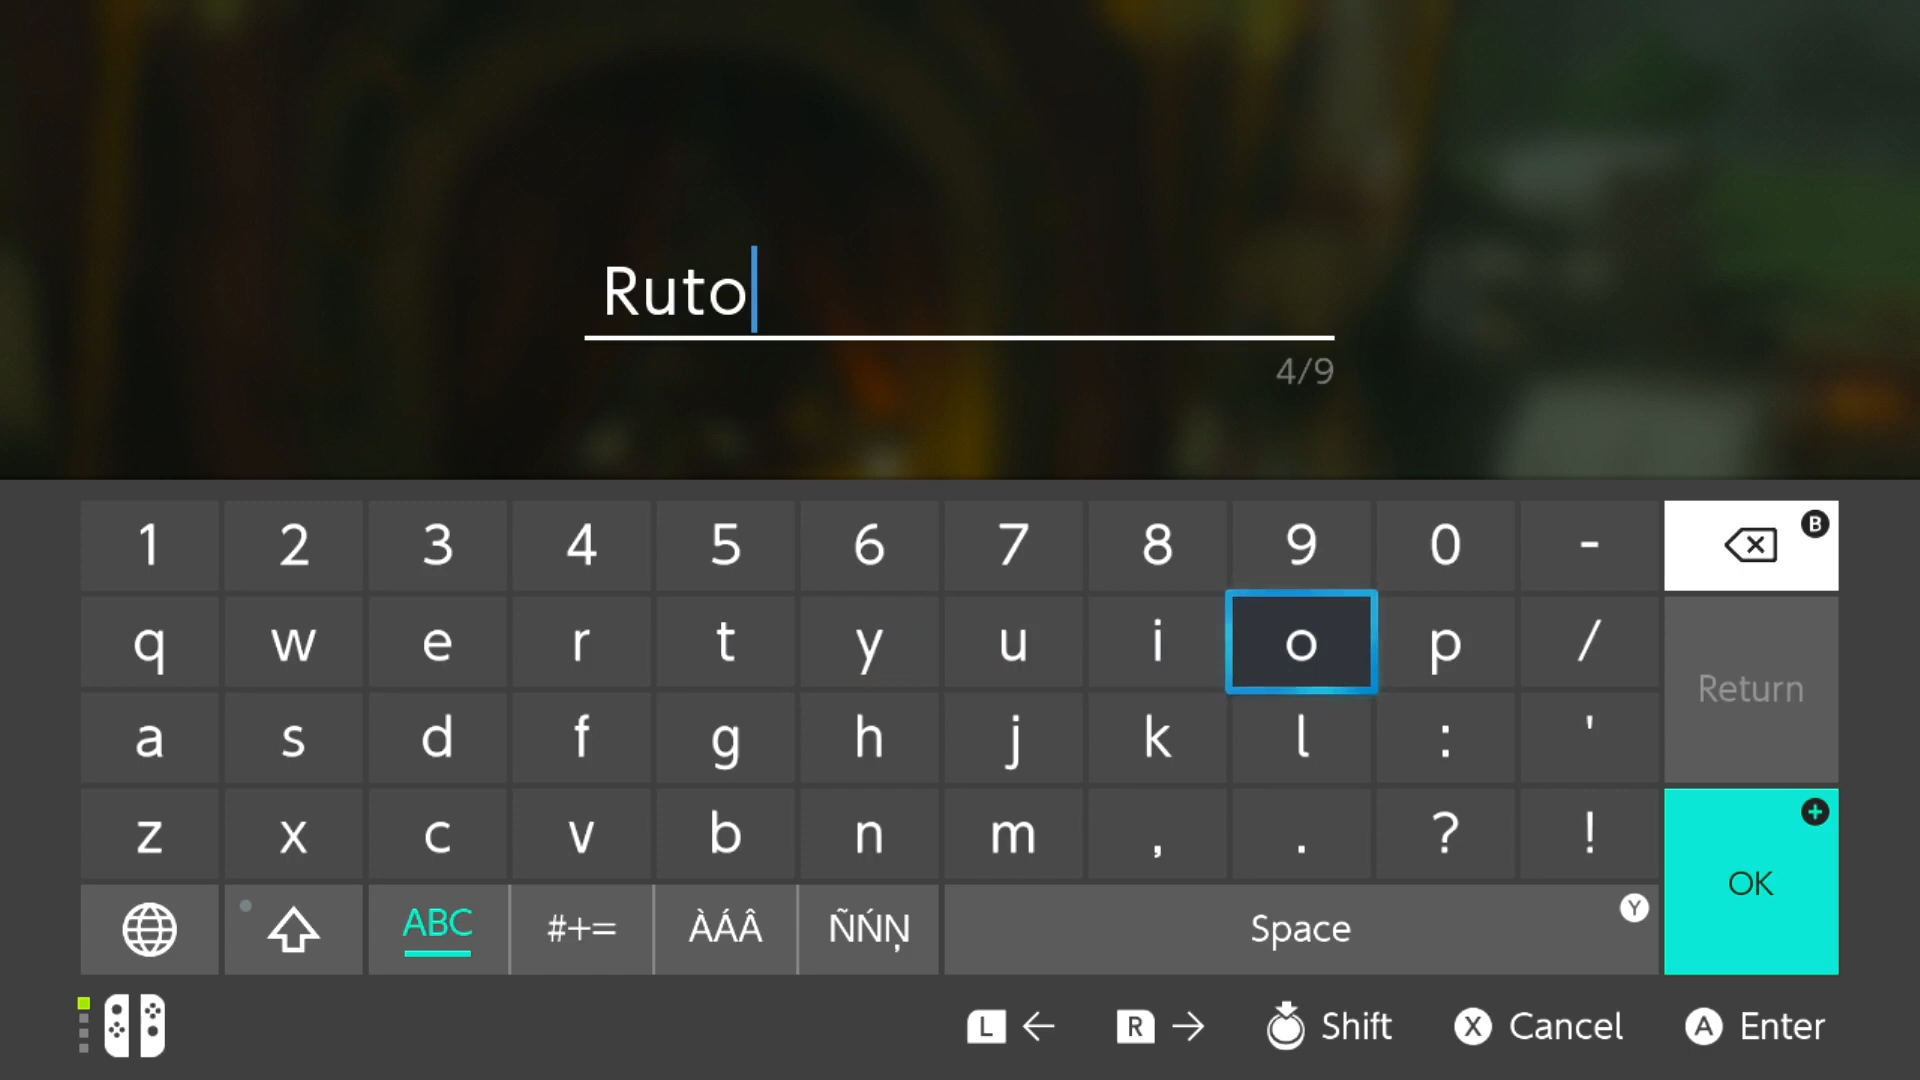 Ruto
4/9
1 2 3 4 5 6 7 8 9 0 - B
q w e r t y u i o p / Return
a s d f g h j k l : '
z x c v b n m , . ? ! + OK
ABC #+= ÀÁÂ ÑŃŅ Space Y
L ← R → Shift X Cancel A Enter